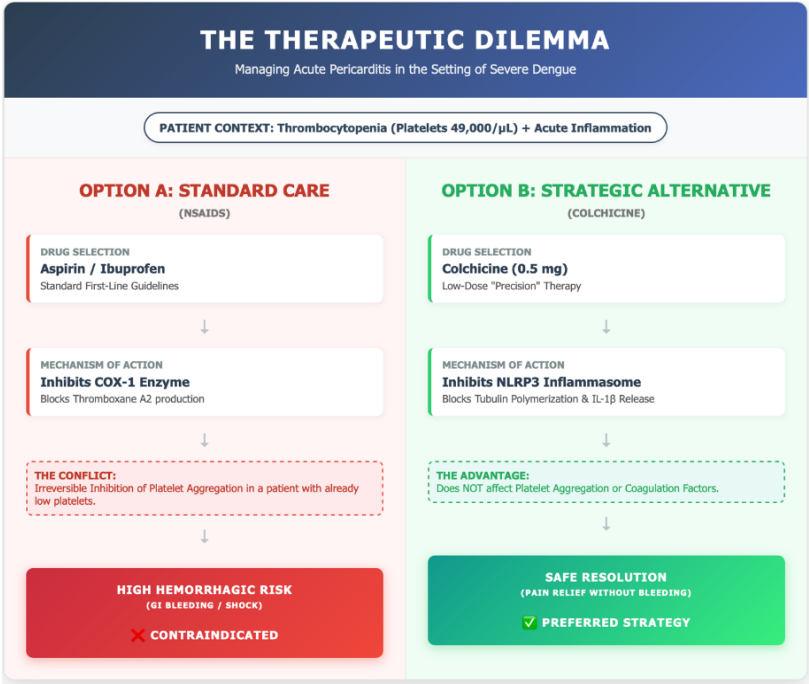 THE THERAPEUTIC DILEMMA
Managing Acute Pericarditis in the Setting of Severe Dengue
PATIENT CONTEXT: Thrombocytopenia (Platelets 49,000/μL) + Acute Inflammation
OPTION A: STANDARD CARE
(NSAIDS)
DRUG SELECTION
Aspirin / Ibuprofen
Standard First-Line Guidelines
↓
MECHANISM OF ACTION
Inhibits COX-1 Enzyme
Blocks Thromboxane A2 production
↓
THE CONFLICT:
Irreversible Inhibition of Platelet Aggregation in a patient with already
low platelets.
↓
HIGH HEMORRHAGIC RISK
(GI BLEEDING / SHOCK)
❌ CONTRAINDICATED
OPTION B: STRATEGIC ALTERNATIVE
(COLCHICINE)
DRUG SELECTION
Colchicine (0.5 mg)
Low-Dose "Precision" Therapy
↓
MECHANISM OF ACTION
Inhibits NLRP3 Inflammasome
Blocks Tubulin Polymerization & IL-1β Release
↓
THE ADVANTAGE:
Does NOT affect Platelet Aggregation or Coagulation Factors.
↓
SAFE RESOLUTION
(PAIN RELIEF WITHOUT BLEEDING)
✅ PREFERRED STRATEGY